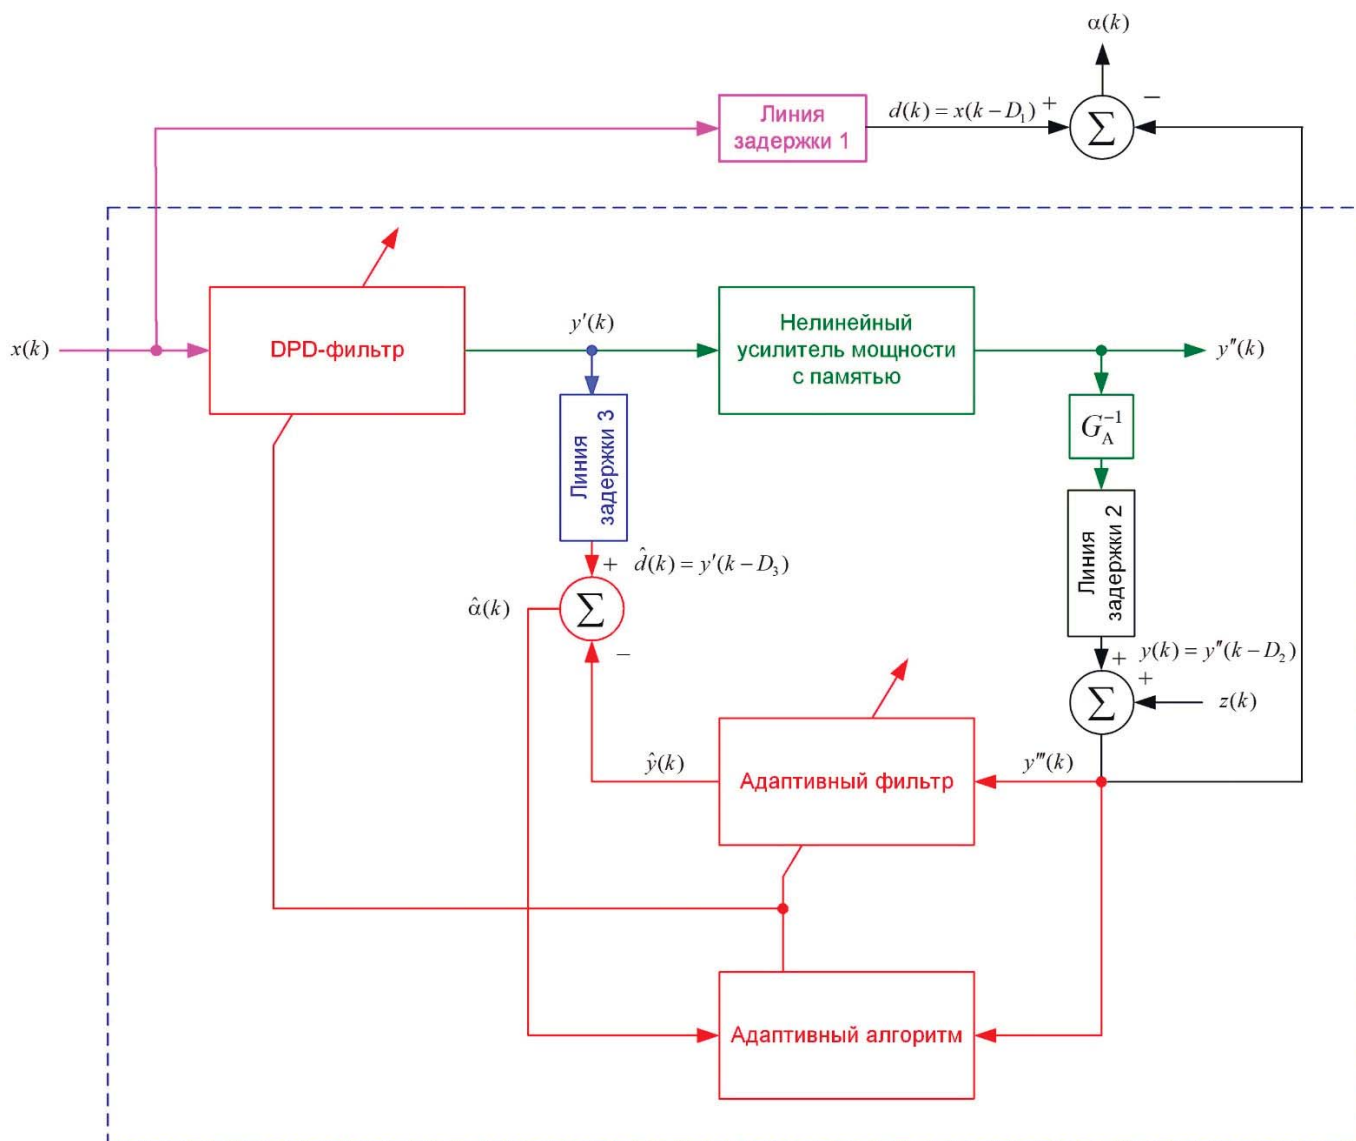 α(k)
Линия
задержки 1
d(k) = x(k−D₁)
+
−
Σ
x(k)
DPD-фильтр
y′(k)
Нелинейный
усилитель мощности
с памятью
y″(k)
Линия
задержки 3
G_A^{−1}
Линия
задержки 2
+
d̂(k) = y′(k−D₃)
α̂(k)
Σ
−
+
y(k) = y″(k−D₂)
+
Σ
z(k)
ŷ(k)
Адаптивный фильтр
y‴(k)
Адаптивный алгоритм